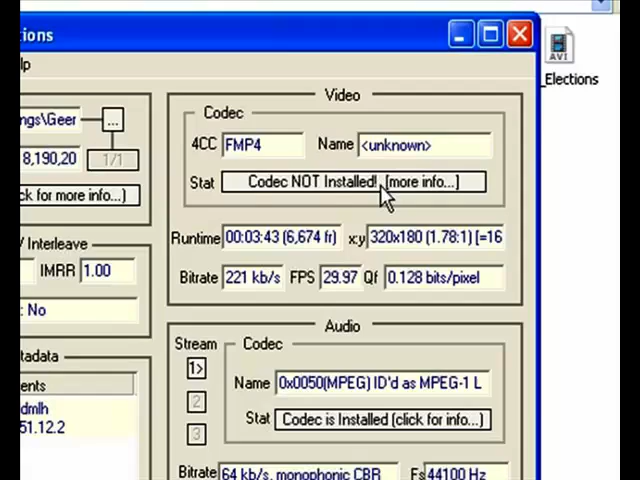 ions
lp
Video
Codec
ngs\Geer ...
4CC FMP4 Name <unknown>
8,190,20 1/1
Stat Codec NOT Installed! [more info...]
ck for more info...)
Runtime 00:03:43 (6,674 fr) x:y 320x180 (1.78:1) [=16
/ Interleave
IMRR 1.00
Bitrate 221 kb/s FPS 29.97 Qf 0.128 bits/pixel
: No
Audio
Stream Codec
tadata
1>
ents
Name 0x0050(MPEG) ID'd as MPEG-1 L
dmlh
2
51.12.2
Stat Codec is Installed (click for info...)
3
Bitrate 64 kb/s, monophonic CBR Fs 44100 Hz
AVI
_Elections